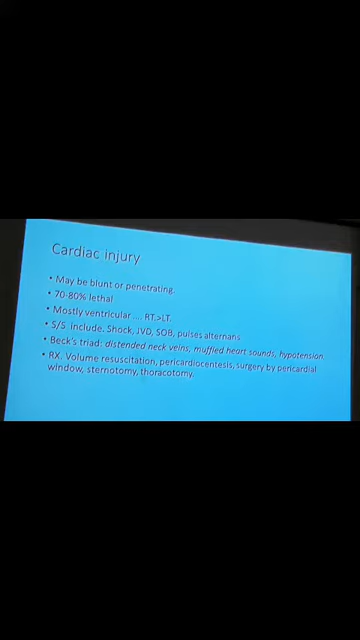 Cardiac injury
• May be blunt or penetrating.
• 70-80% lethal
• Mostly ventricular .... RT.>LT.
• S/S include. Shock, JVD, SOB, pulses alternans
• Beck's triad: distended neck veins, muffled heart sounds, hypotension.
• RX. Volume resuscitation, pericardiocentesis, surgery by pericardial
window, sternotomy, thoracotomy.